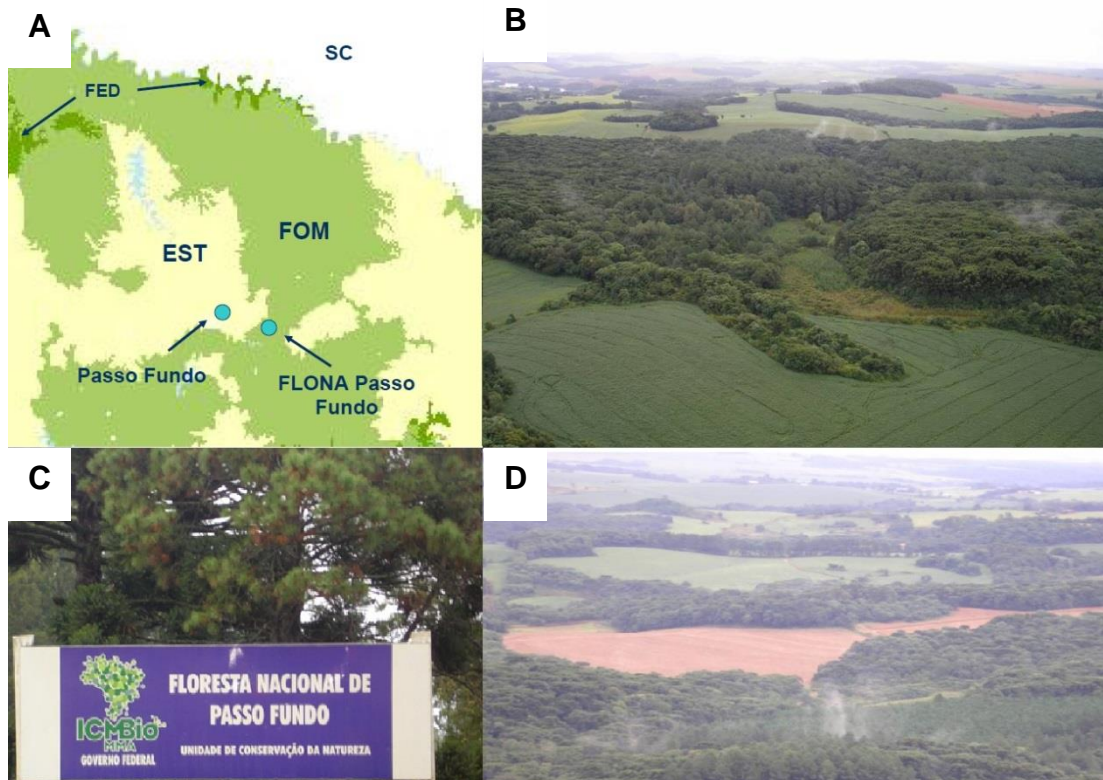 A
SC
FED
EST
FOM
Passo Fundo
FLONA Passo
Fundo
B
C
FLORESTA NACIONAL DE
PASSO FUNDO
UNIDADE DE CONSERVAÇÃO DA NATUREZA
ICMBio
MMA
GOVERNO FEDERAL
D